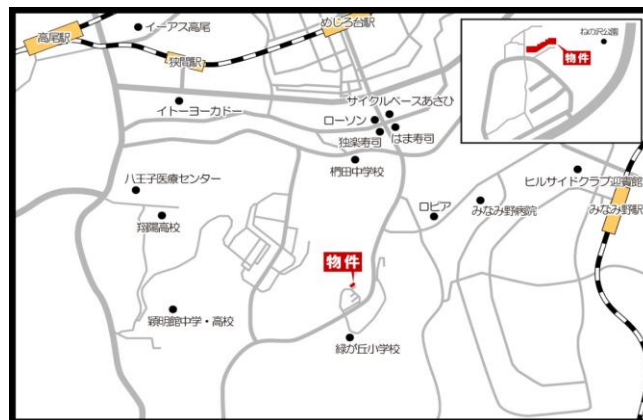 イーアス高尾
めじろ台駅
高尾駅
狭間駅
ねの沢公園
物件
イトーヨーカドー
サイクルベースあさひ
ローソン
独楽寿司
はま寿司
椚田中学校
ヒルサイドクラブ迎賓館
八王子医療センター
みなみ野病院
みなみ野駅
ロピア
翔陽高校
物件
穎明館中学・高校
緑が丘小学校